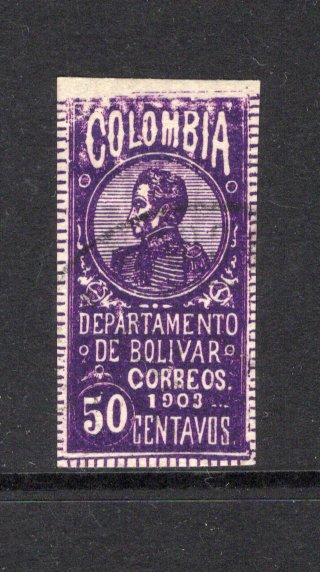 COLOMBIA
DEPARTAMENTO
DE BOLIVAR
CORREOS.
1903
50 CENTAVOS